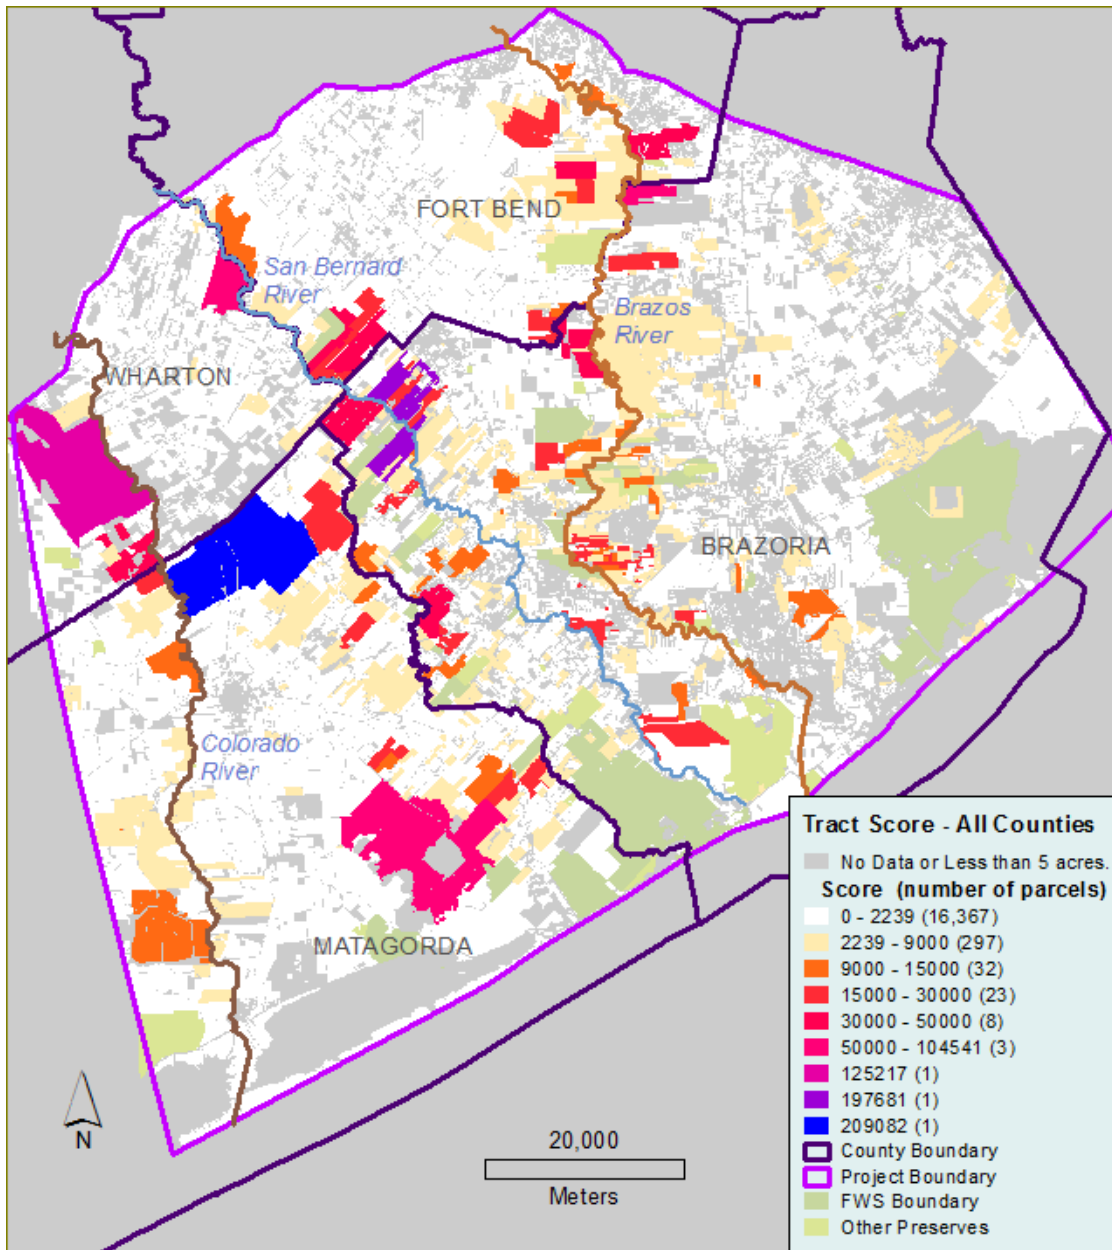 FORT BEND
San Bernard
River
Brazos
River
WHARTON
BRAZORIA
Colorado
River
MATAGORDA
N
20,000
Meters
Tract Score - All Counties
No Data or Less than 5 acres.
Score (number of parcels)
0 - 2239 (16,367)
2239 - 9000 (297)
9000 - 15000 (32)
15000 - 30000 (23)
30000 - 50000 (8)
50000 - 104541 (3)
125217 (1)
197681 (1)
209082 (1)
County Boundary
Project Boundary
FWS Boundary
Other Preserves